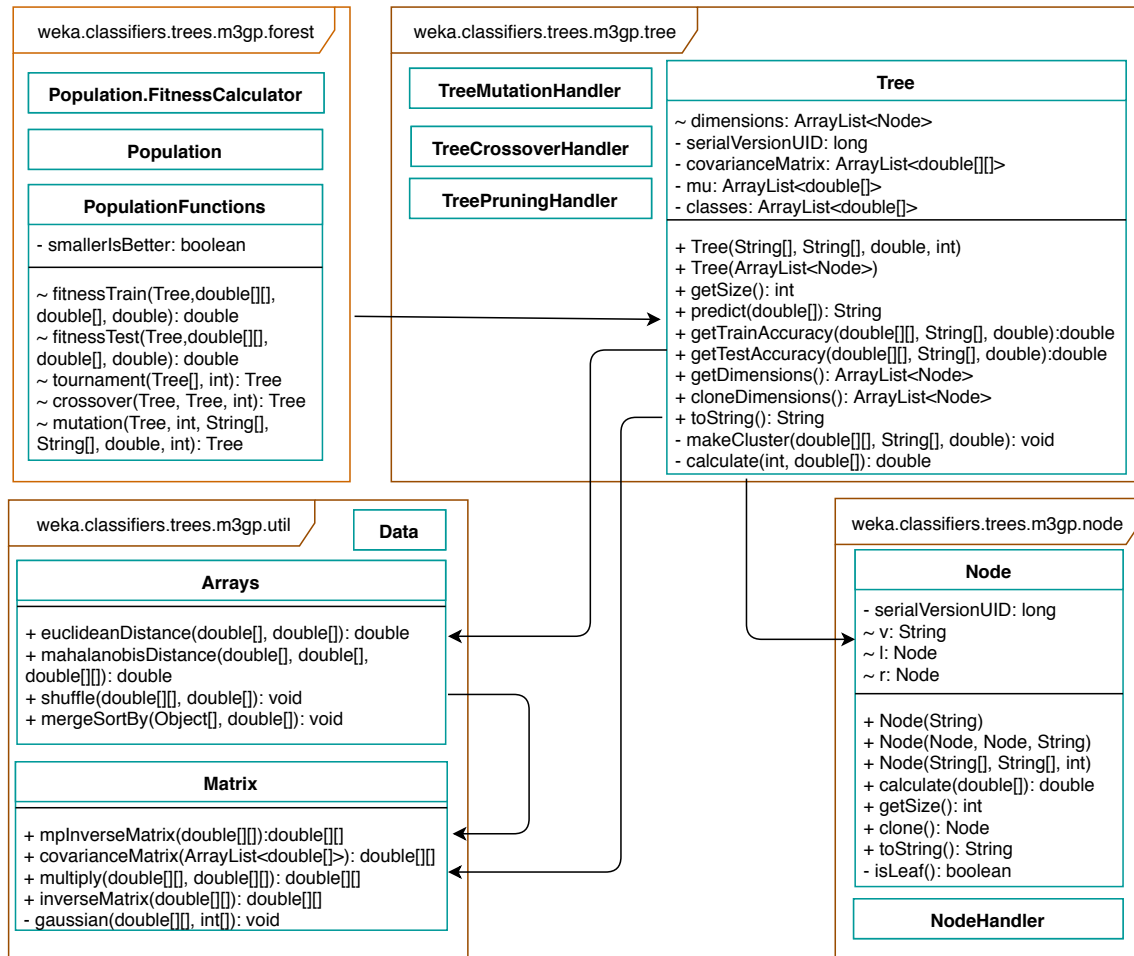 weka.classifiers.trees.m3gp.forest
Population.FitnessCalculator
Population
PopulationFunctions
- smallerIsBetter: boolean
~ fitnessTrain(Tree,double[][],
double[], double): double
~ fitnessTest(Tree,double[][],
double[], double): double
~ tournament(Tree[], int): Tree
~ crossover(Tree, Tree, int): Tree
~ mutation(Tree, int, String[],
String[], double, int): Tree
weka.classifiers.trees.m3gp.tree
TreeMutationHandler
TreeCrossoverHandler
TreePruningHandler
Tree
~ dimensions: ArrayList<Node>
- serialVersionUID: long
- covarianceMatrix: ArrayList<double[][]>
- mu: ArrayList<double[]>
- classes: ArrayList<double[]>
+ Tree(String[], String[], double, int)
+ Tree(ArrayList<Node>)
+ getSize(): int
+ predict(double[]): String
+ getTrainAccuracy(double[][], String[], double):double
+ getTestAccuracy(double[][], String[], double):double
+ getDimensions(): ArrayList<Node>
+ cloneDimensions(): ArrayList<Node>
+ toString(): String
- makeCluster(double[][], String[], double): void
- calculate(int, double[]): double
weka.classifiers.trees.m3gp.util
Data
Arrays
+ euclideanDistance(double[], double[]): double
+ mahalanobisDistance(double[], double[],
double[][]): double
+ shuffle(double[][], double[]): void
+ mergeSortBy(Object[], double[]): void
Matrix
+ mpInverseMatrix(double[][]):double[][]
+ covarianceMatrix(ArrayList<double[]>): double[][]
+ multiply(double[][], double[][]): double[][]
+ inverseMatrix(double[][]): double[][]
- gaussian(double[][], int[]): void
weka.classifiers.trees.m3gp.node
Node
- serialVersionUID: long
~ v: String
~ l: Node
~ r: Node
+ Node(String)
+ Node(Node, Node, String)
+ Node(String[], String[], int)
+ calculate(double[]): double
+ getSize(): int
+ clone(): Node
+ toString(): String
- isLeaf(): boolean
NodeHandler